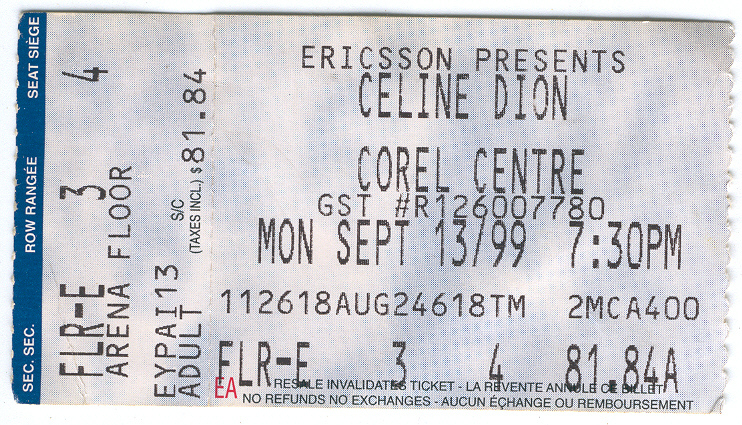 SEAT SIÈGE
4
ROW RANGÉE
3
SEC. SEC.
FLR-E
ARENA FLOOR
EYPAI13
ADULT
S/C
(TAXES INCL) $
81.84
ERICSSON PRESENTS
CELINE DION
COREL CENTRE
GST #R126007780
MON SEPT 13/99 7:30PM
112618AUG24618TM 2MCA400
FLR-E 3 4 81.84A
EA
RESALE INVALIDATES TICKET - LA REVENTE ANNULE CE BILLET
NO REFUNDS NO EXCHANGES - AUCUN ÉCHANGE OU REMBOURSEMENT